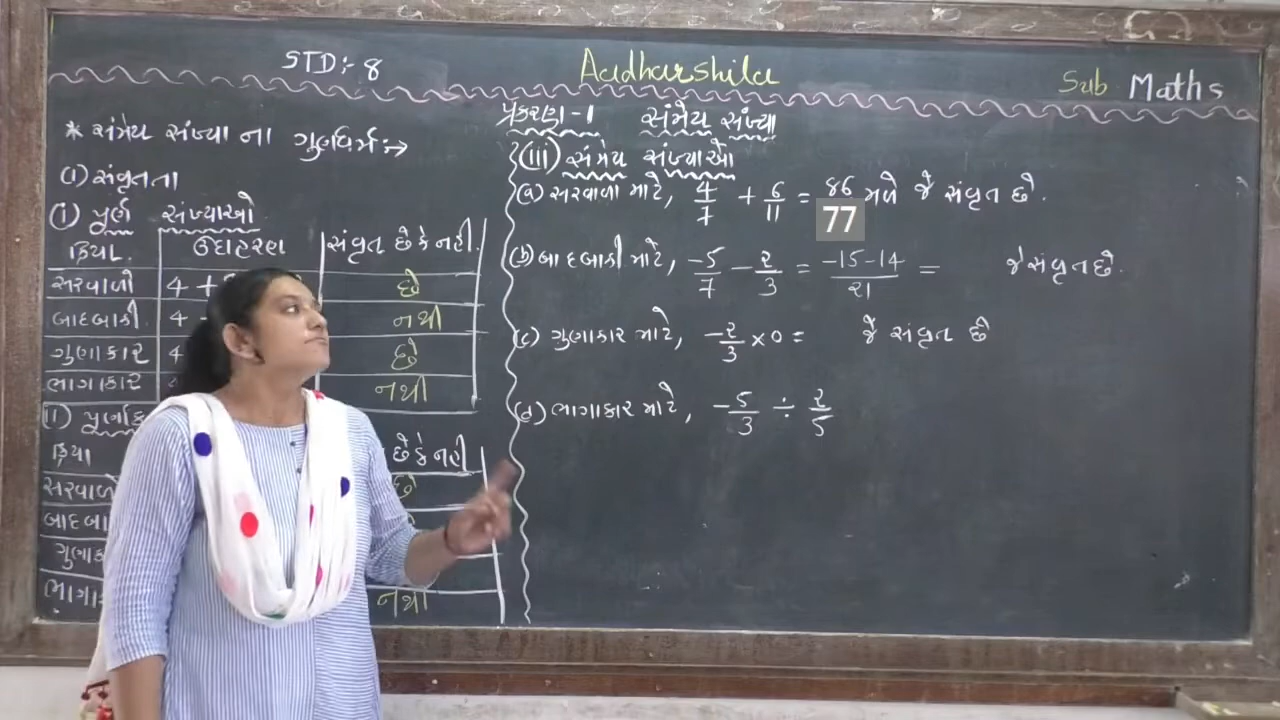 STD:- 8
Aadharshila
Sub Maths
* સંમેય સંખ્યા ના ગુણધર્મ :→
(1) સંવૃતતા
(i) પૂર્ણ સંખ્યાઓ
ક્રિયા. ઉદાહરણ સંવૃત છે કે નહી.
સરવાળો 4 + છે
બાદબાકી 4 - નથી
ગુણાકાર 4 છે
ભાગાકાર 4 નથી
(II)
ક્રિયા છે કે નહી
છે
નથી
પ્રકરણ-1 સંમેય સંખ્યા
(iii) સંમેય સંખ્યાઓ
(a) સરવાળા માટે, 4/7 + 6/11 = 86/77 મળે જે સંવૃત છે.
(b) બાદબાકી માટે, -5/7 - 2/3 = -15-14/21 = જે સંવૃત છે.
(c) ગુણાકાર માટે, -2/3 × 0 = જે સંવૃત છે
(d) ભાગાકાર માટે, -5/3 ÷ 2/5